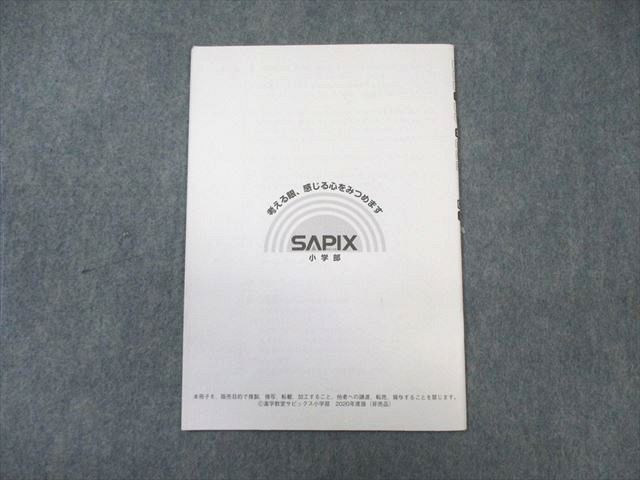 考える眼、感じる心をみつめます
SAPIX
小学部
本冊子を、販売目的で複製、複写、転載、加工すること、他者への譲渡、転売、貸与することを禁じます。
©進学教室サピックス小学部 2020年度版（非売品）